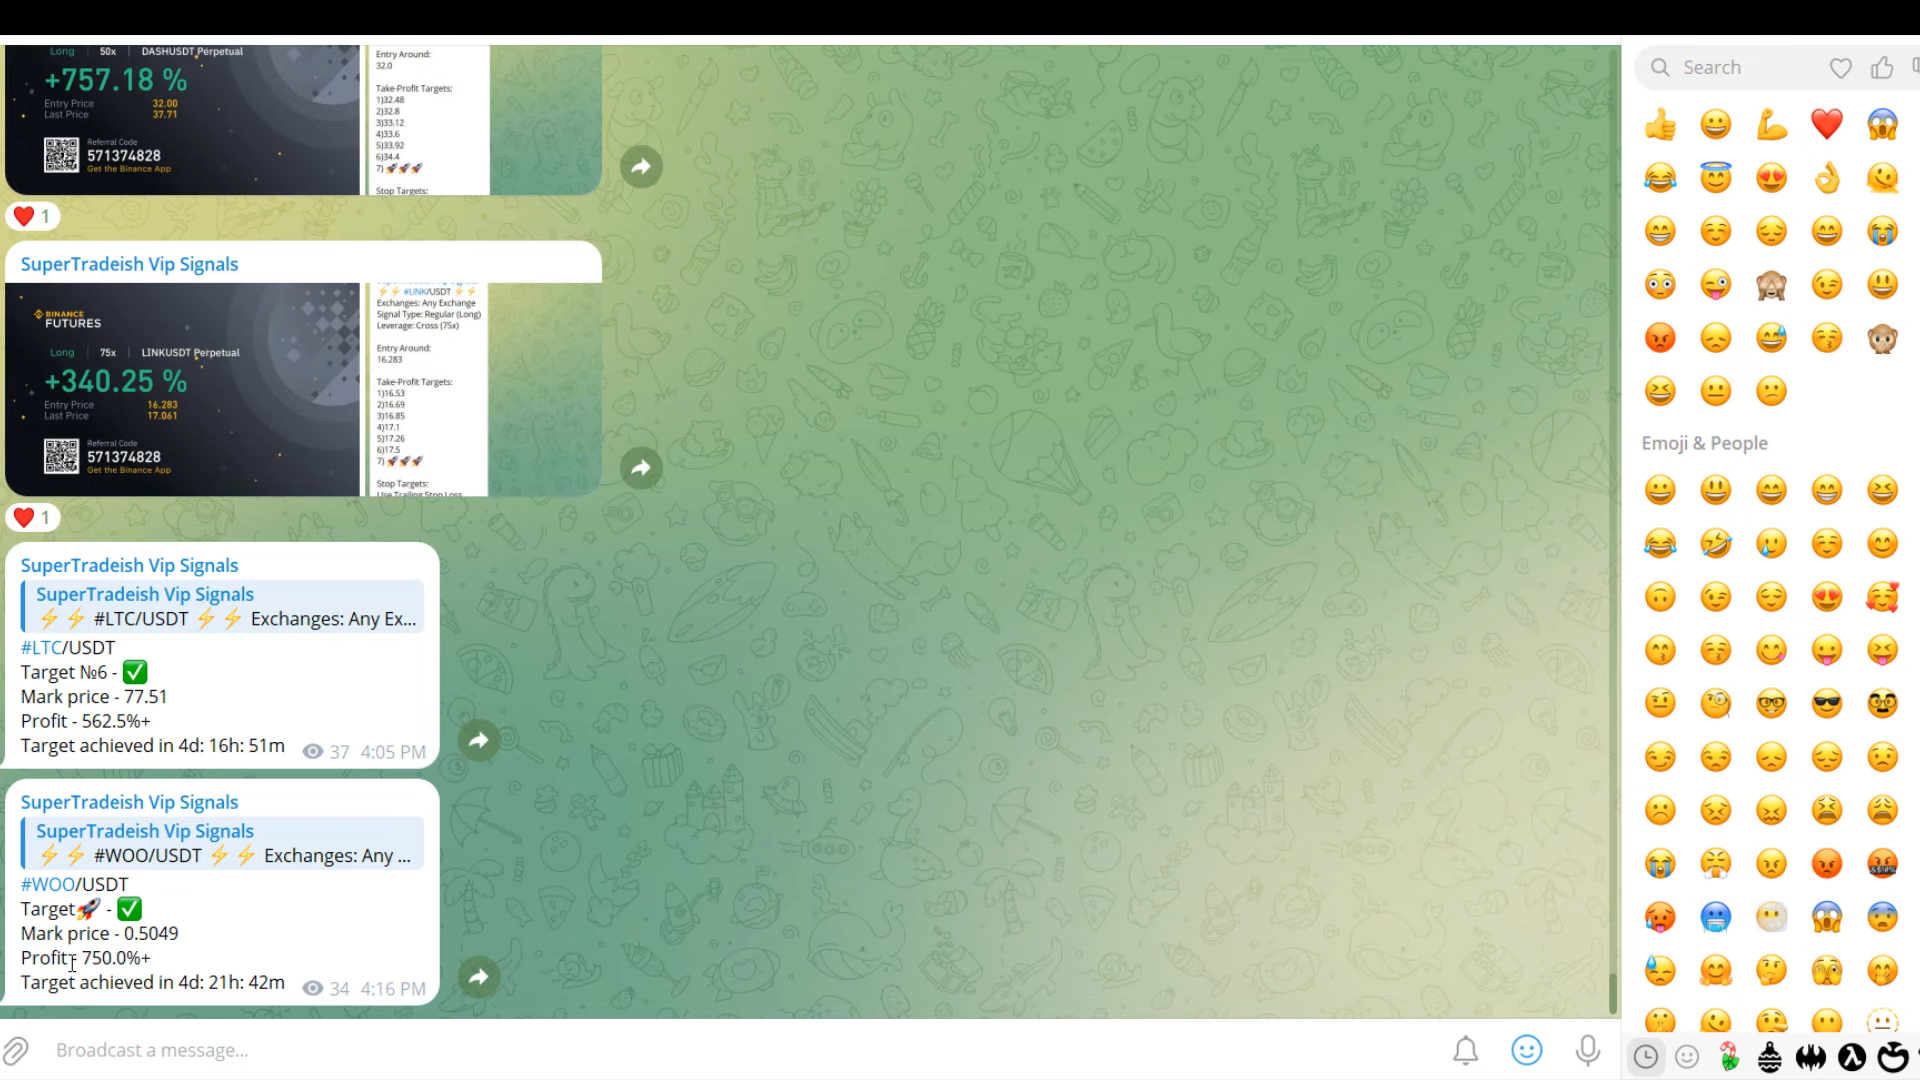 Long | 50x | DASHUSDT Perpetual
+757.18 %
Entry Price 32.00
Last Price 37.71
Referral Code
571374828
Get the Binance App
Entry Around:
32.0
Take-Profit Targets:
1)32.48
2)32.8
3)33.12
4)33.6
5)33.92
6)34.4
7) 🚀🚀🚀
Stop Targets:
❤️ 1
SuperTradeish Vip Signals
BINANCE
FUTURES
Long | 75x | LINKUSDT Perpetual
+340.25 %
Entry Price 16.283
Last Price 17.061
Referral Code
571374828
Get the Binance App
⚡⚡ #LINK/USDT ⚡⚡
Exchanges: Any Exchange
Signal Type: Regular (Long)
Leverage: Cross (75x)
Entry Around:
16.283
Take-Profit Targets:
1)16.53
2)16.69
3)16.85
4)17.1
5)17.26
6)17.5
7) 🚀🚀🚀
Stop Targets:
Use Trailing Stop Loss
❤️ 1
SuperTradeish Vip Signals
SuperTradeish Vip Signals
⚡⚡ #LTC/USDT ⚡⚡ Exchanges: Any Ex...
#LTC/USDT
Target №6 - ✅
Mark price - 77.51
Profit - 562.5%+
Target achieved in 4d: 16h: 51m
37 4:05 PM
SuperTradeish Vip Signals
SuperTradeish Vip Signals
⚡⚡ #WOO/USDT ⚡⚡ Exchanges: Any ...
#WOO/USDT
Target🚀 - ✅
Mark price - 0.5049
Profit - 750.0%+
Target achieved in 4d: 21h: 42m
34 4:16 PM
Broadcast a message...
Search
Emoji & People